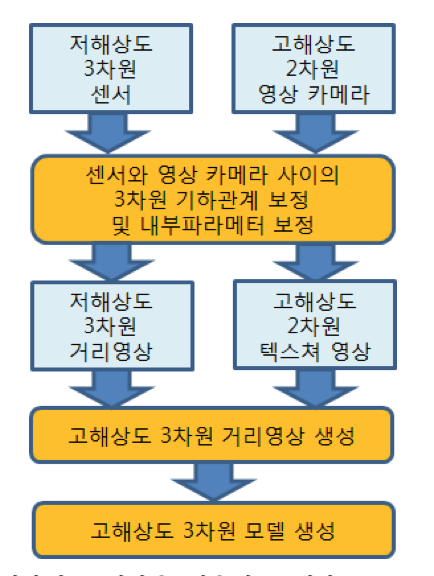 저해상도
3차원
센서
고해상도
2차원
영상 카메라
센서와 영상 카메라 사이의
3차원 기하관계 보정
및 내부파라메터 보정
저해상도
3차원
거리영상
고해상도
2차원
텍스쳐 영상
고해상도 3차원 거리영상 생성
고해상도 3차원 모델 생성